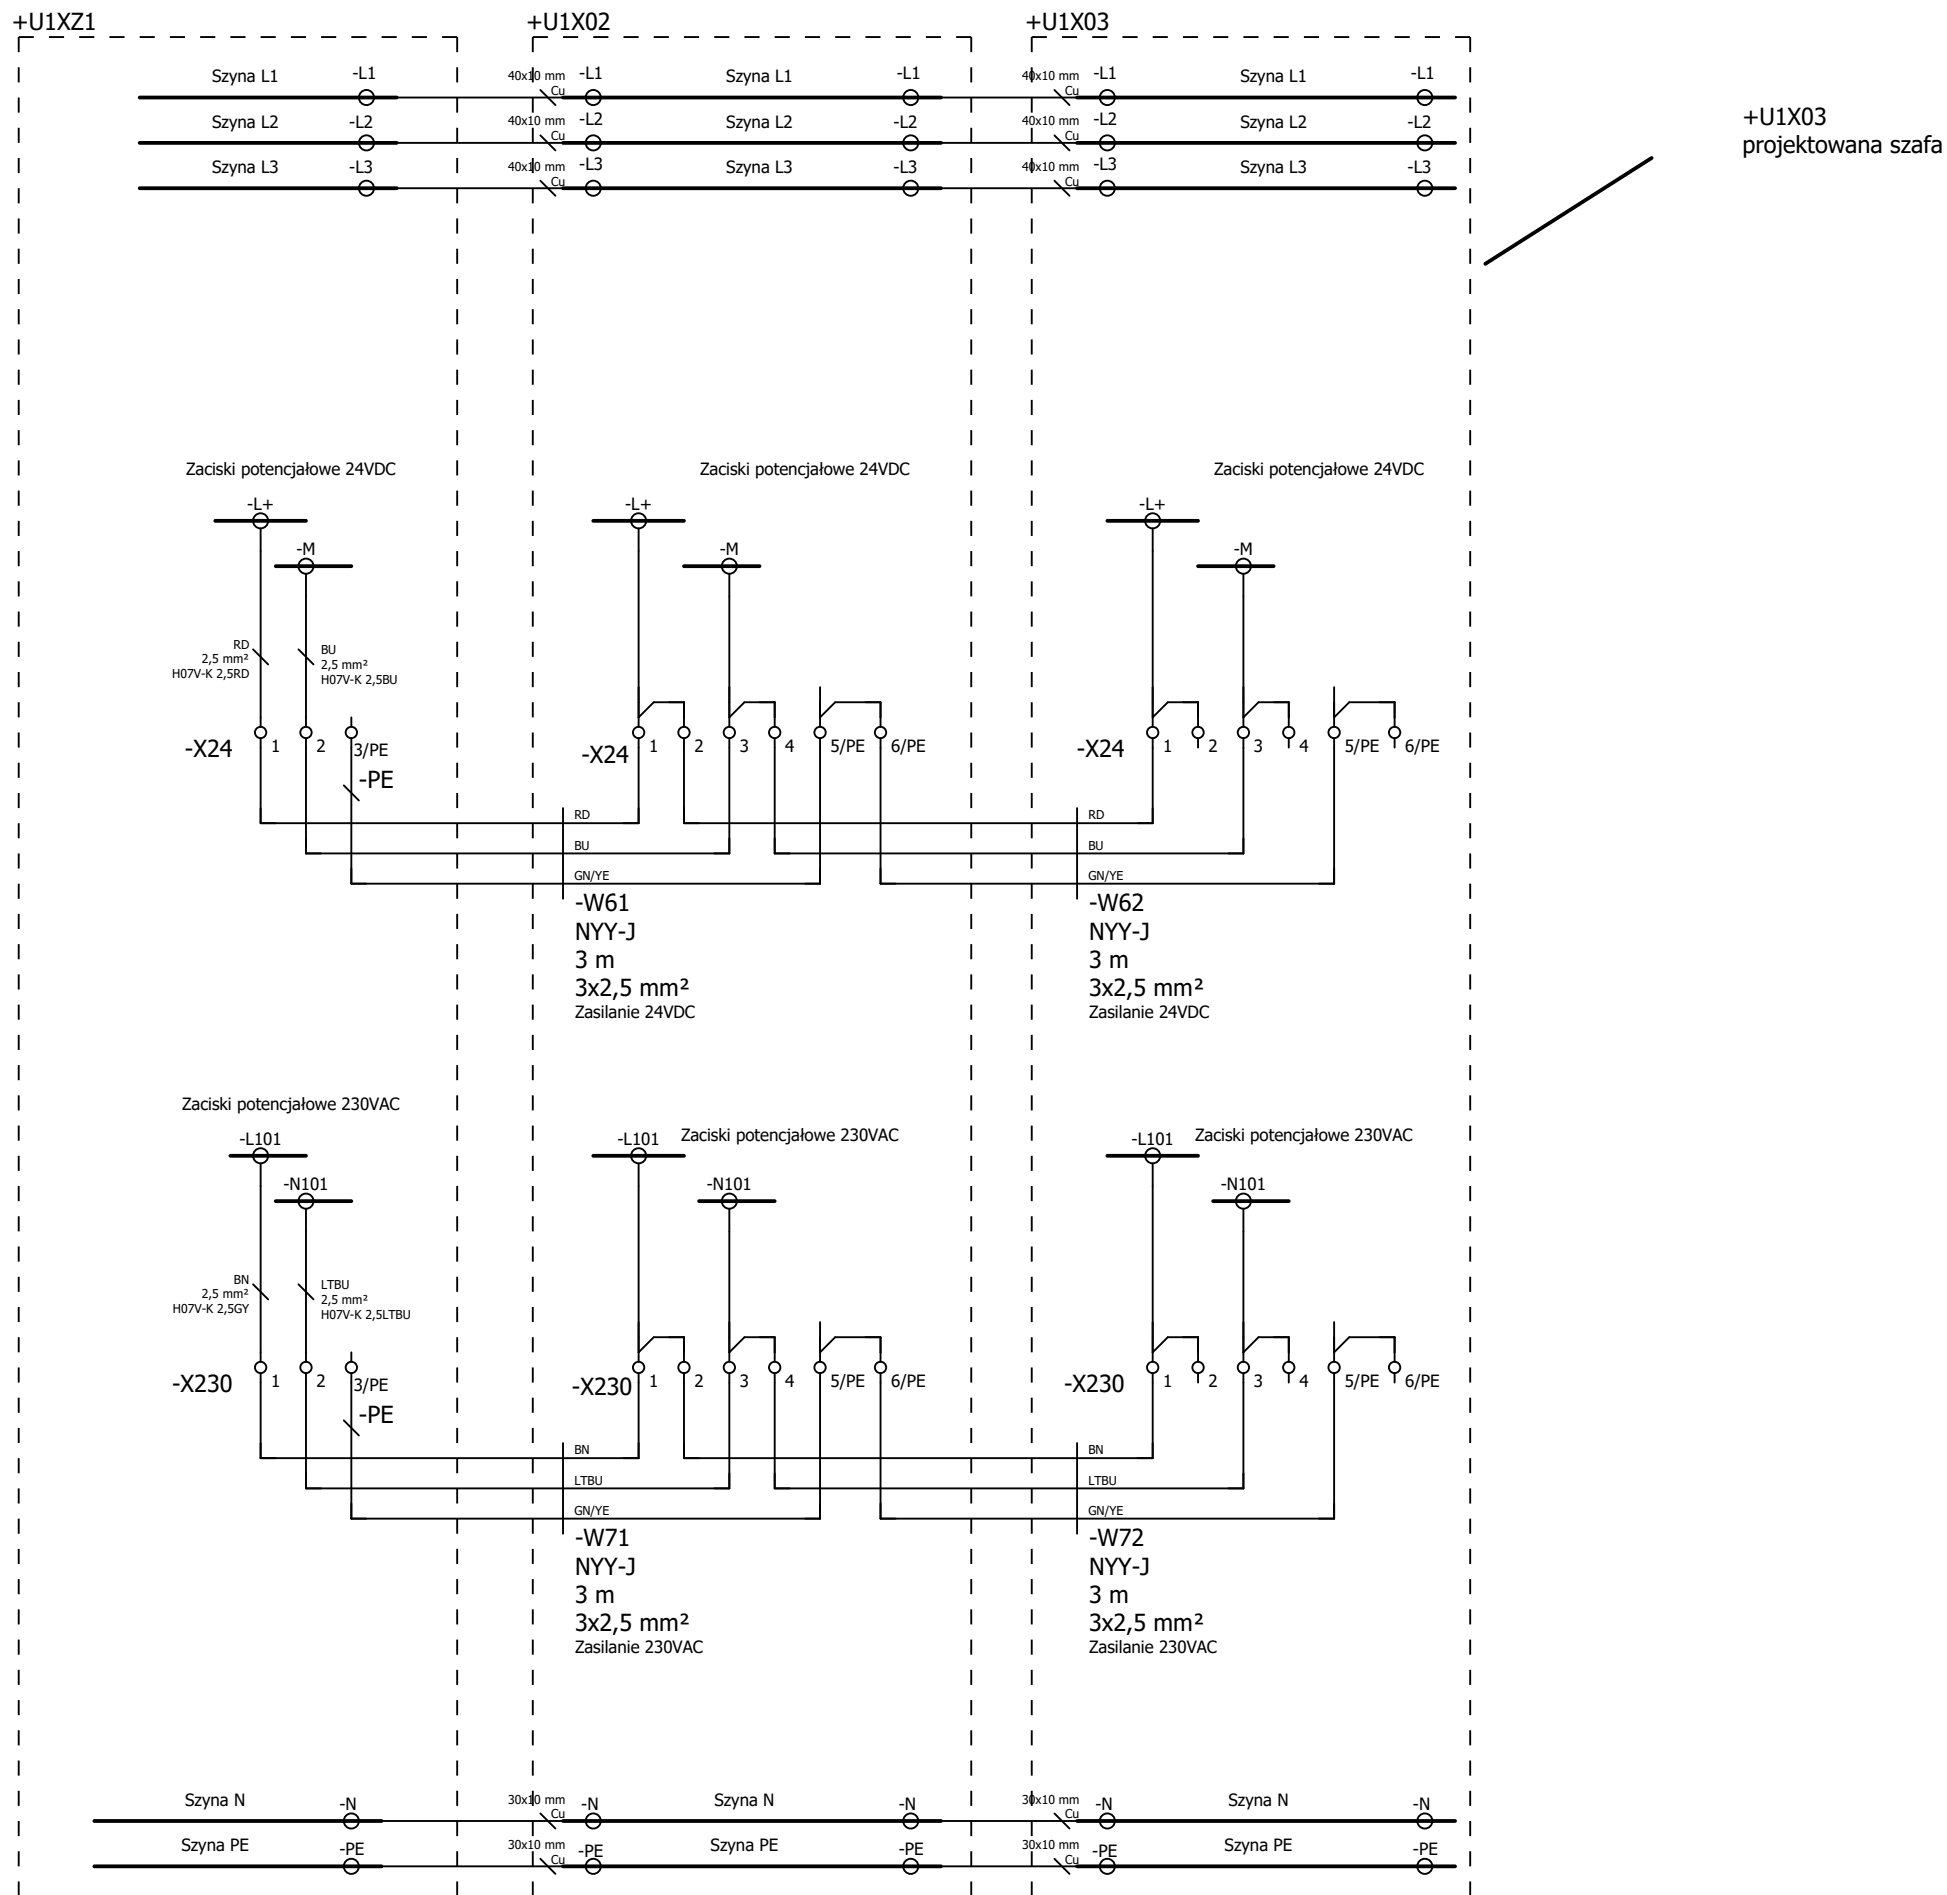 +U1XZ1 +U1X02 +U1X03
Szyna L1 -L1 40x10 mm Cu -L1 Szyna L1 -L1 40x10 mm Cu -L1 Szyna L1 -L1
Szyna L2 -L2 40x10 mm Cu -L2 Szyna L2 -L2 40x10 mm Cu -L2 Szyna L2 -L2
Szyna L3 -L3 40x10 mm Cu -L3 Szyna L3 -L3 40x10 mm Cu -L3 Szyna L3 -L3
+U1X03
projektowana szafa
Zaciski potencjałowe 24VDC Zaciski potencjałowe 24VDC Zaciski potencjałowe 24VDC
-L+ -L+ -L+
-M -M -M
RD
2,5 mm²
H07V-K 2,5RD
BU
2,5 mm²
H07V-K 2,5BU
-X24 1 2 3/PE
-PE
-X24 1 2 3 4 5/PE 6/PE
-X24 1 2 3 4 5/PE 6/PE
RD RD
BU BU
GN/YE GN/YE
-W61
NYY-J
3 m
3x2,5 mm²
Zasilanie 24VDC
-W62
NYY-J
3 m
3x2,5 mm²
Zasilanie 24VDC
Zaciski potencjałowe 230VAC
-L101 -L101 Zaciski potencjałowe 230VAC -L101 Zaciski potencjałowe 230VAC
-N101 -N101 -N101
BN
2,5 mm²
H07V-K 2,5GY
LTBU
2,5 mm²
H07V-K 2,5LTBU
-X230 1 2 3/PE
-PE
-X230 1 2 3 4 5/PE 6/PE
-X230 1 2 3 4 5/PE 6/PE
BN BN
LTBU LTBU
GN/YE GN/YE
-W71
NYY-J
3 m
3x2,5 mm²
Zasilanie 230VAC
-W72
NYY-J
3 m
3x2,5 mm²
Zasilanie 230VAC
Szyna N -N 30x10 mm Cu -N Szyna N -N 30x10 mm Cu -N Szyna N -N
Szyna PE -PE 30x10 mm Cu -PE Szyna PE -PE 30x10 mm Cu -PE Szyna PE -PE